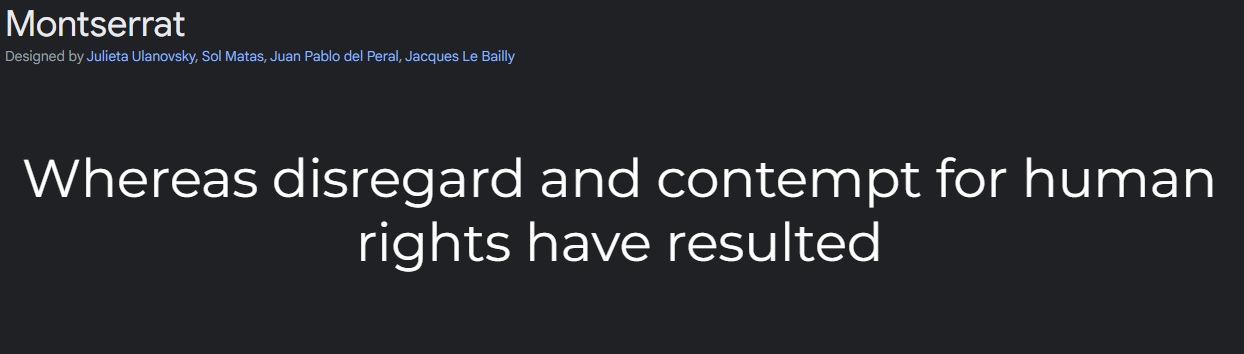 Montserrat
Designed by Julieta Ulanovsky, Sol Matas, Juan Pablo del Peral, Jacques Le Bailly
Whereas disregard and contempt for human
rights have resulted